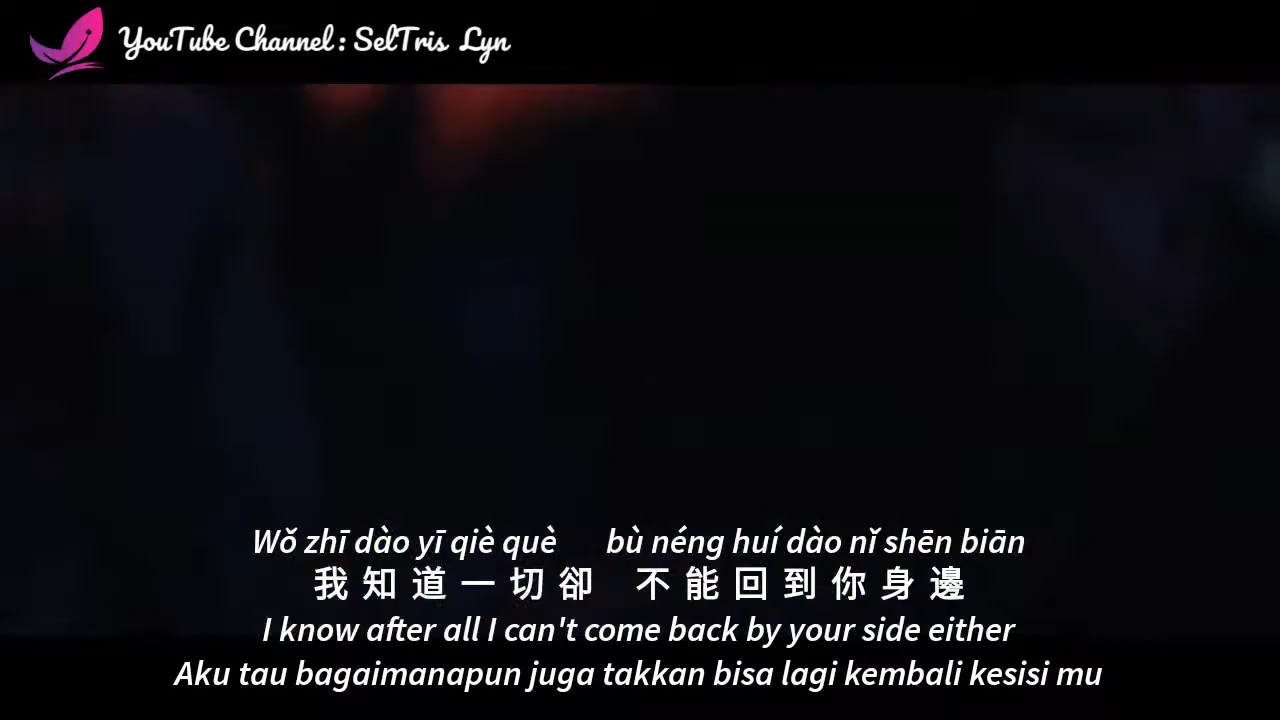 YouTube Channel : SelTris Lyn
Wǒ zhī dào yī qiè què bù néng huí dào nǐ shēn biān
我知道一切卻 不能回到你身邊
I know after all I can't come back by your side either
Aku tau bagaimanapun juga takkan bisa lagi kembali kesisi mu